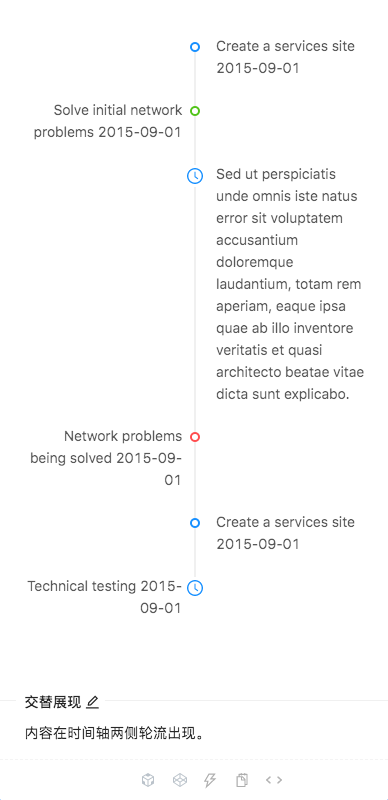 Create a services site
2015-09-01
Solve initial network
problems 2015-09-01
Sed ut perspiciatis
unde omnis iste natus
error sit voluptatem
accusantium
doloremque
laudantium, totam rem
aperiam, eaque ipsa
quae ab illo inventore
veritatis et quasi
architecto beatae vitae
dicta sunt explicabo.
Network problems
being solved 2015-09-
01
Create a services site
2015-09-01
Technical testing 2015-
09-01
交替展现
内容在时间轴两侧轮流出现。